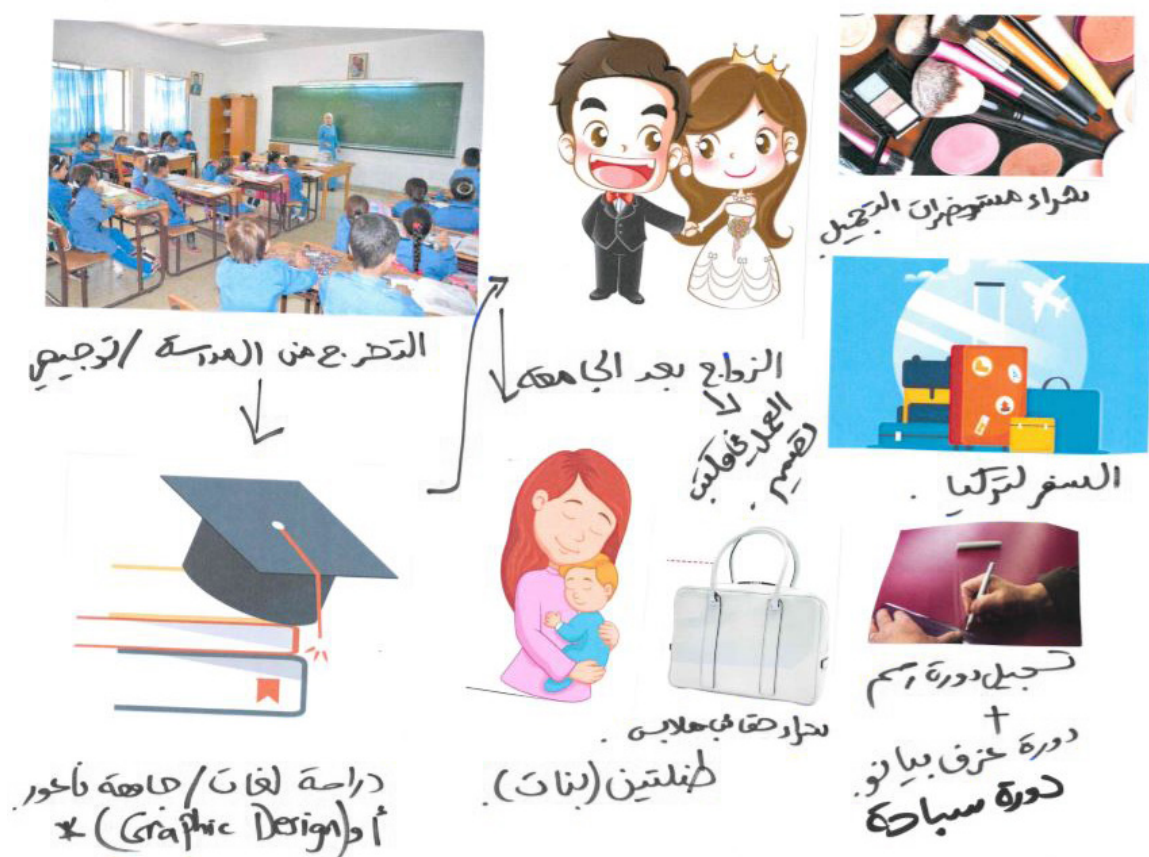 التخرج من المدرسة / توجيهي
الزواج بعد الجامعة
لا
العمل في مكتب
تصميم.
شراء مستحضرات التجميل.
السفر لتركيا.
تسجيل دورة رسم
+
دورة عزف بيانو.
دورة سباحة
شراء حقائب ملابس.
طفلتين (بنات).
دراسة لغات / جامعة ناعور.
أو (Graphic Design) *